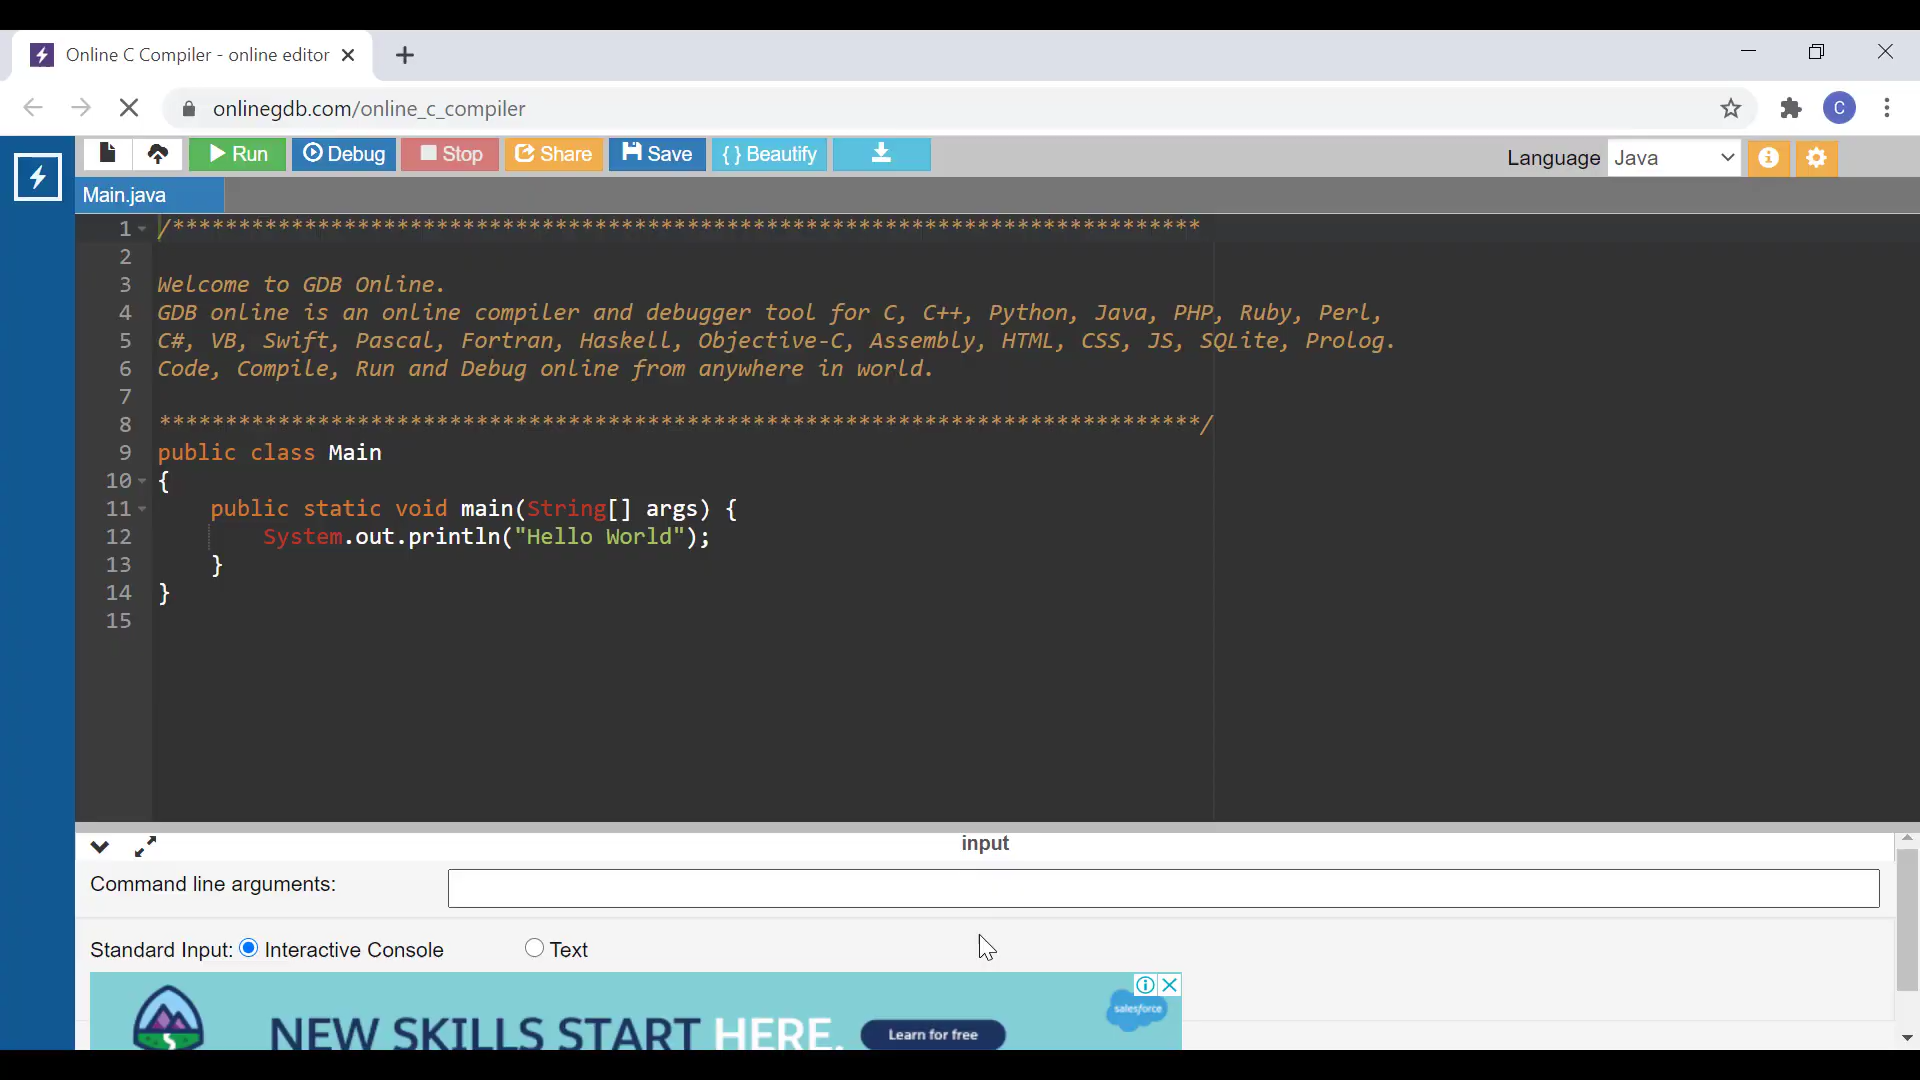 Online C Compiler - online editor
onlinegdb.com/online_c_compiler
C
Run Debug Stop Share Save { } Beautify
Language Java
Main.java
1 /******************************************************************************
2
3 Welcome to GDB Online.
4 GDB online is an online compiler and debugger tool for C, C++, Python, Java, PHP, Ruby, Perl,
5 C#, VB, Swift, Pascal, Fortran, Haskell, Objective-C, Assembly, HTML, CSS, JS, SQLite, Prolog.
6 Code, Compile, Run and Debug online from anywhere in world.
7
8 *******************************************************************************/
9 public class Main
10 {
11 public static void main(String[] args) {
12 System.out.println("Hello World");
13 }
14 }
15
input
Command line arguments:
Standard Input: Interactive Console Text
NEW SKILLS START HERE. Learn for free
salesforce